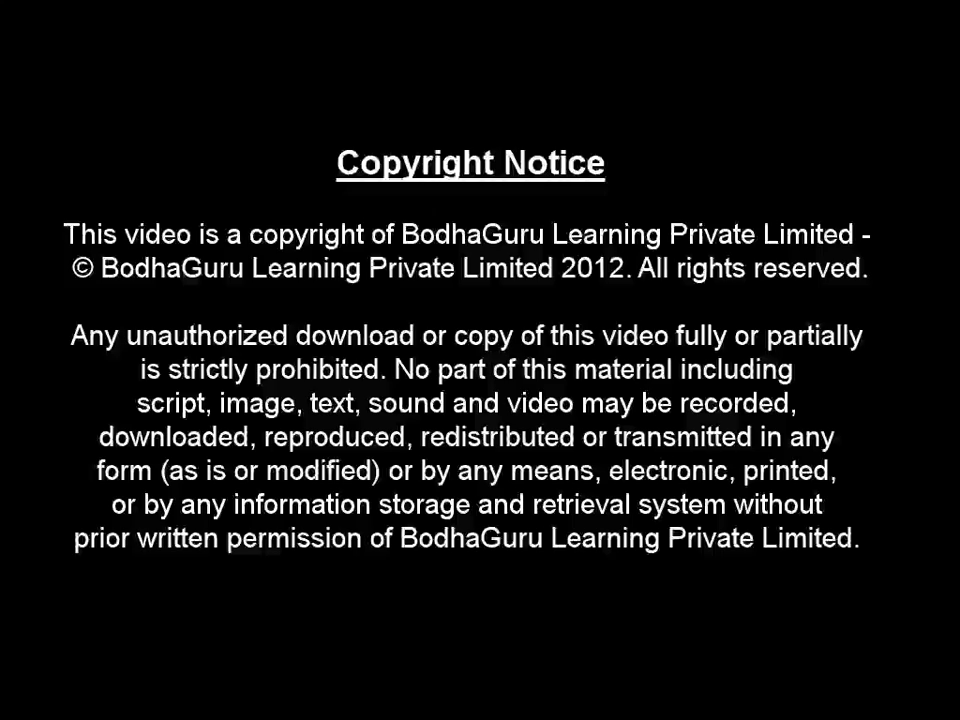 Copyright Notice
This video is a copyright of BodhaGuru Learning Private Limited -
© BodhaGuru Learning Private Limited 2012. All rights reserved.
Any unauthorized download or copy of this video fully or partially
is strictly prohibited. No part of this material including
script, image, text, sound and video may be recorded,
downloaded, reproduced, redistributed or transmitted in any
form (as is or modified) or by any means, electronic, printed,
or by any information storage and retrieval system without
prior written permission of BodhaGuru Learning Private Limited.